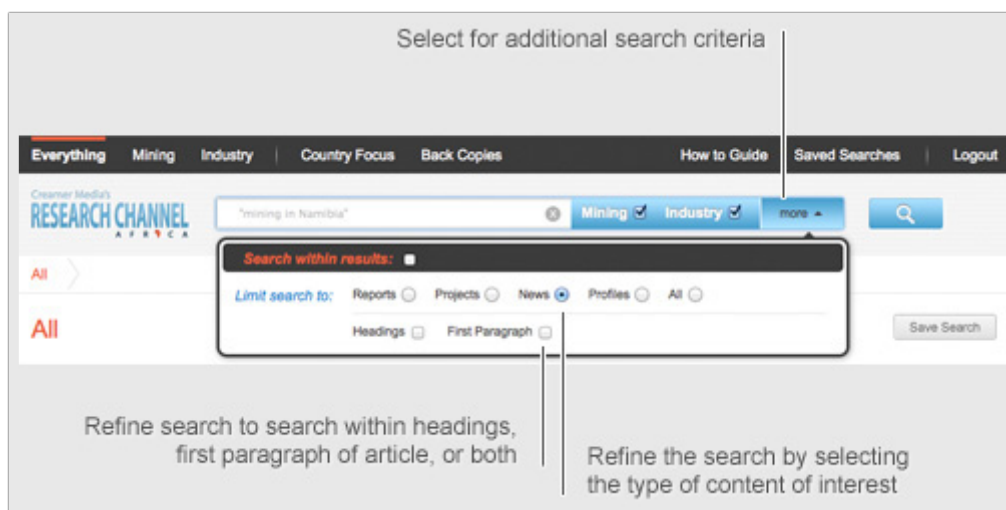 Select for additional search criteria
Everything Mining Industry | Country Focus Back Copies How to Guide Saved Searches | Logout
Creamer Media's
RESEARCH CHANNEL
AFRICA
"mining in Namibia" Mining Industry more
Search within results:
All
Limit search to: Reports Projects News Profiles All
All
Headings First Paragraph
Save Search
Refine search to search within headings,
first paragraph of article, or both
Refine the search by selecting
the type of content of interest